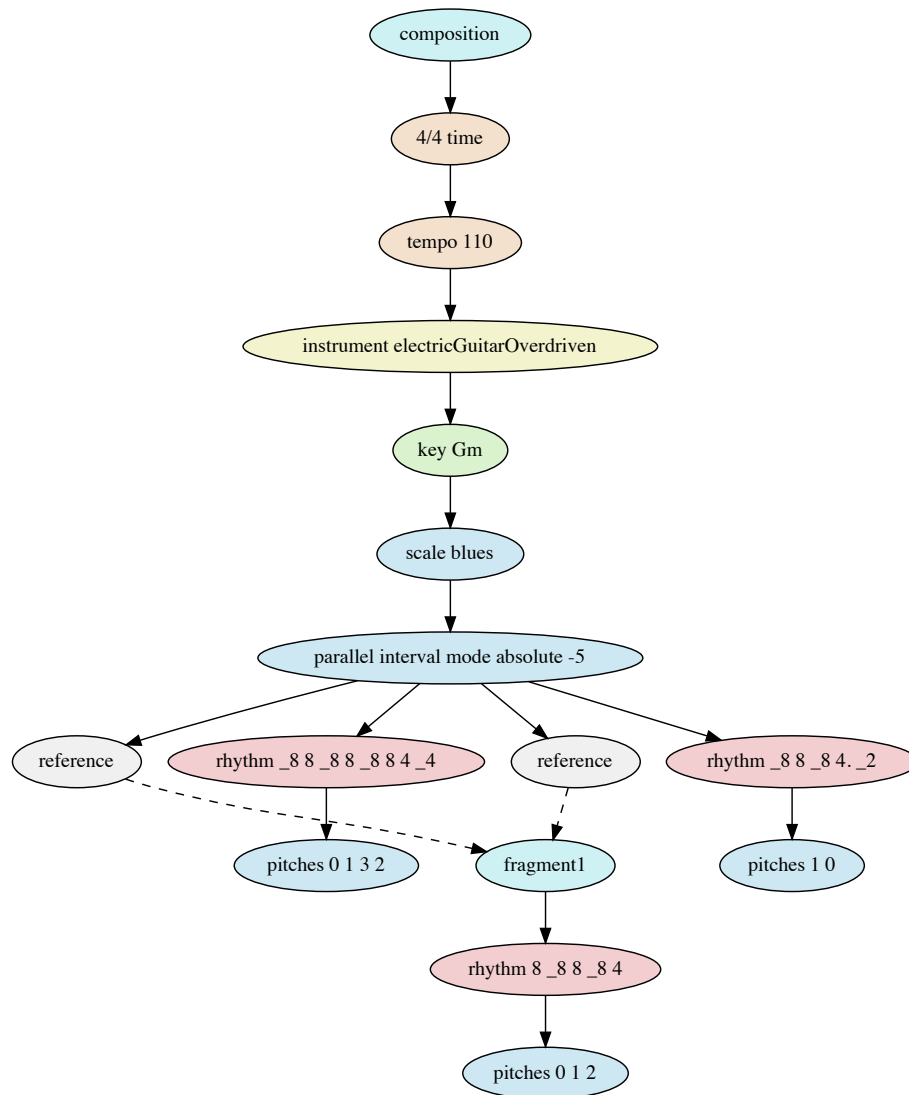 composition
4/4 time
tempo 110
instrument electricGuitarOverdriven
key Gm
scale blues
parallel interval mode absolute -5
reference
rhythm _8 8 _8 8 _8 8 4 _4
reference
rhythm _8 8 _8 4. _2
pitches 0 1 3 2
fragment1
pitches 1 0
rhythm 8 _8 8 _8 4
pitches 0 1 2